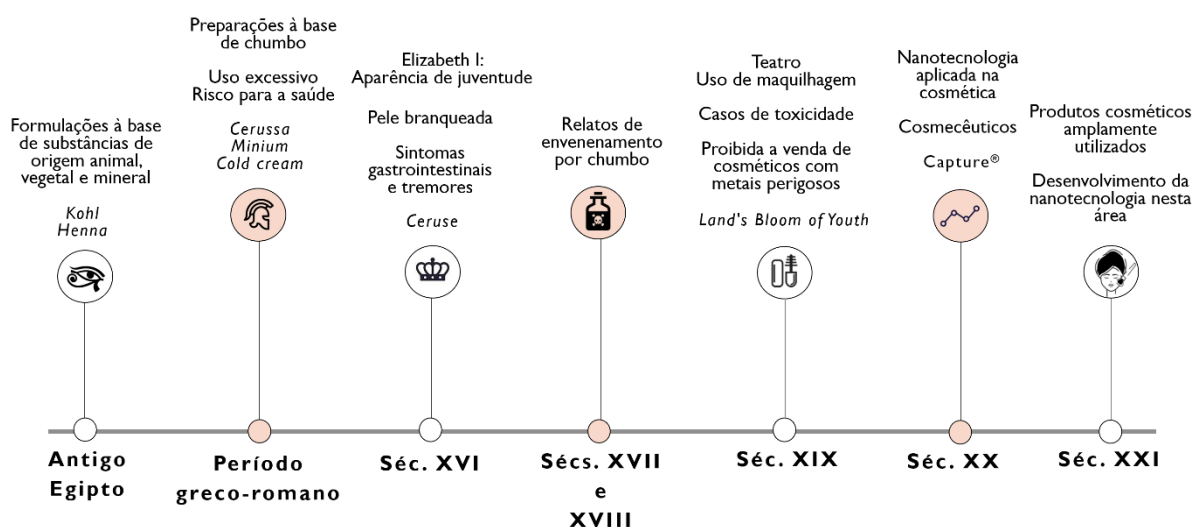 Formulações à base
de substâncias de
origem animal,
vegetal e mineral
Kohl
Henna
Antigo
Egipto
Preparações à base
de chumbo
Uso excessivo
Risco para a saúde
Cerussa
Minium
Cold cream
Período
greco-romano
Elizabeth I:
Aparência de juventude
Pele branqueada
Sintomas
gastrointestinais
e tremores
Ceruse
Séc. XVI
Relatos de
envenenamento
por chumbo
Sécs. XVII
e
XVIII
Teatro
Uso de maquilhagem
Casos de toxicidade
Proibida a venda de
cosméticos com
metais perigosos
Land's Bloom of Youth
Séc. XIX
Nanotecnologia
aplicada na
cosmética
Cosmecêuticos
Capture®
Séc. XX
Produtos cosméticos
amplamente
utilizados
Desenvolvimento da
nanotecnologia nesta
área
Séc. XXI